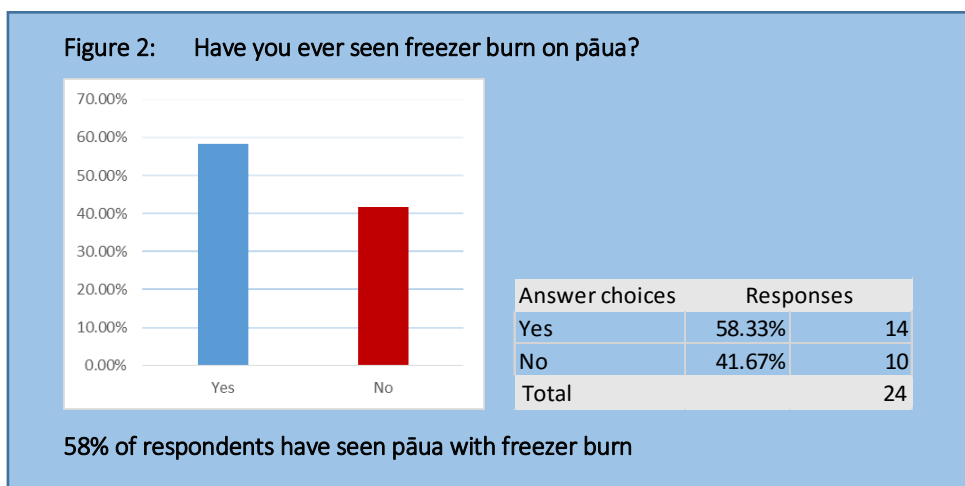 Figure 2: Have you ever seen freezer burn on pāua?
70.00%
60.00%
50.00%
40.00%
30.00%
20.00%
10.00%
0.00%
Yes No
Answer choices Responses
Yes 58.33% 14
No 41.67% 10
Total 24
58% of respondents have seen pāua with freezer burn